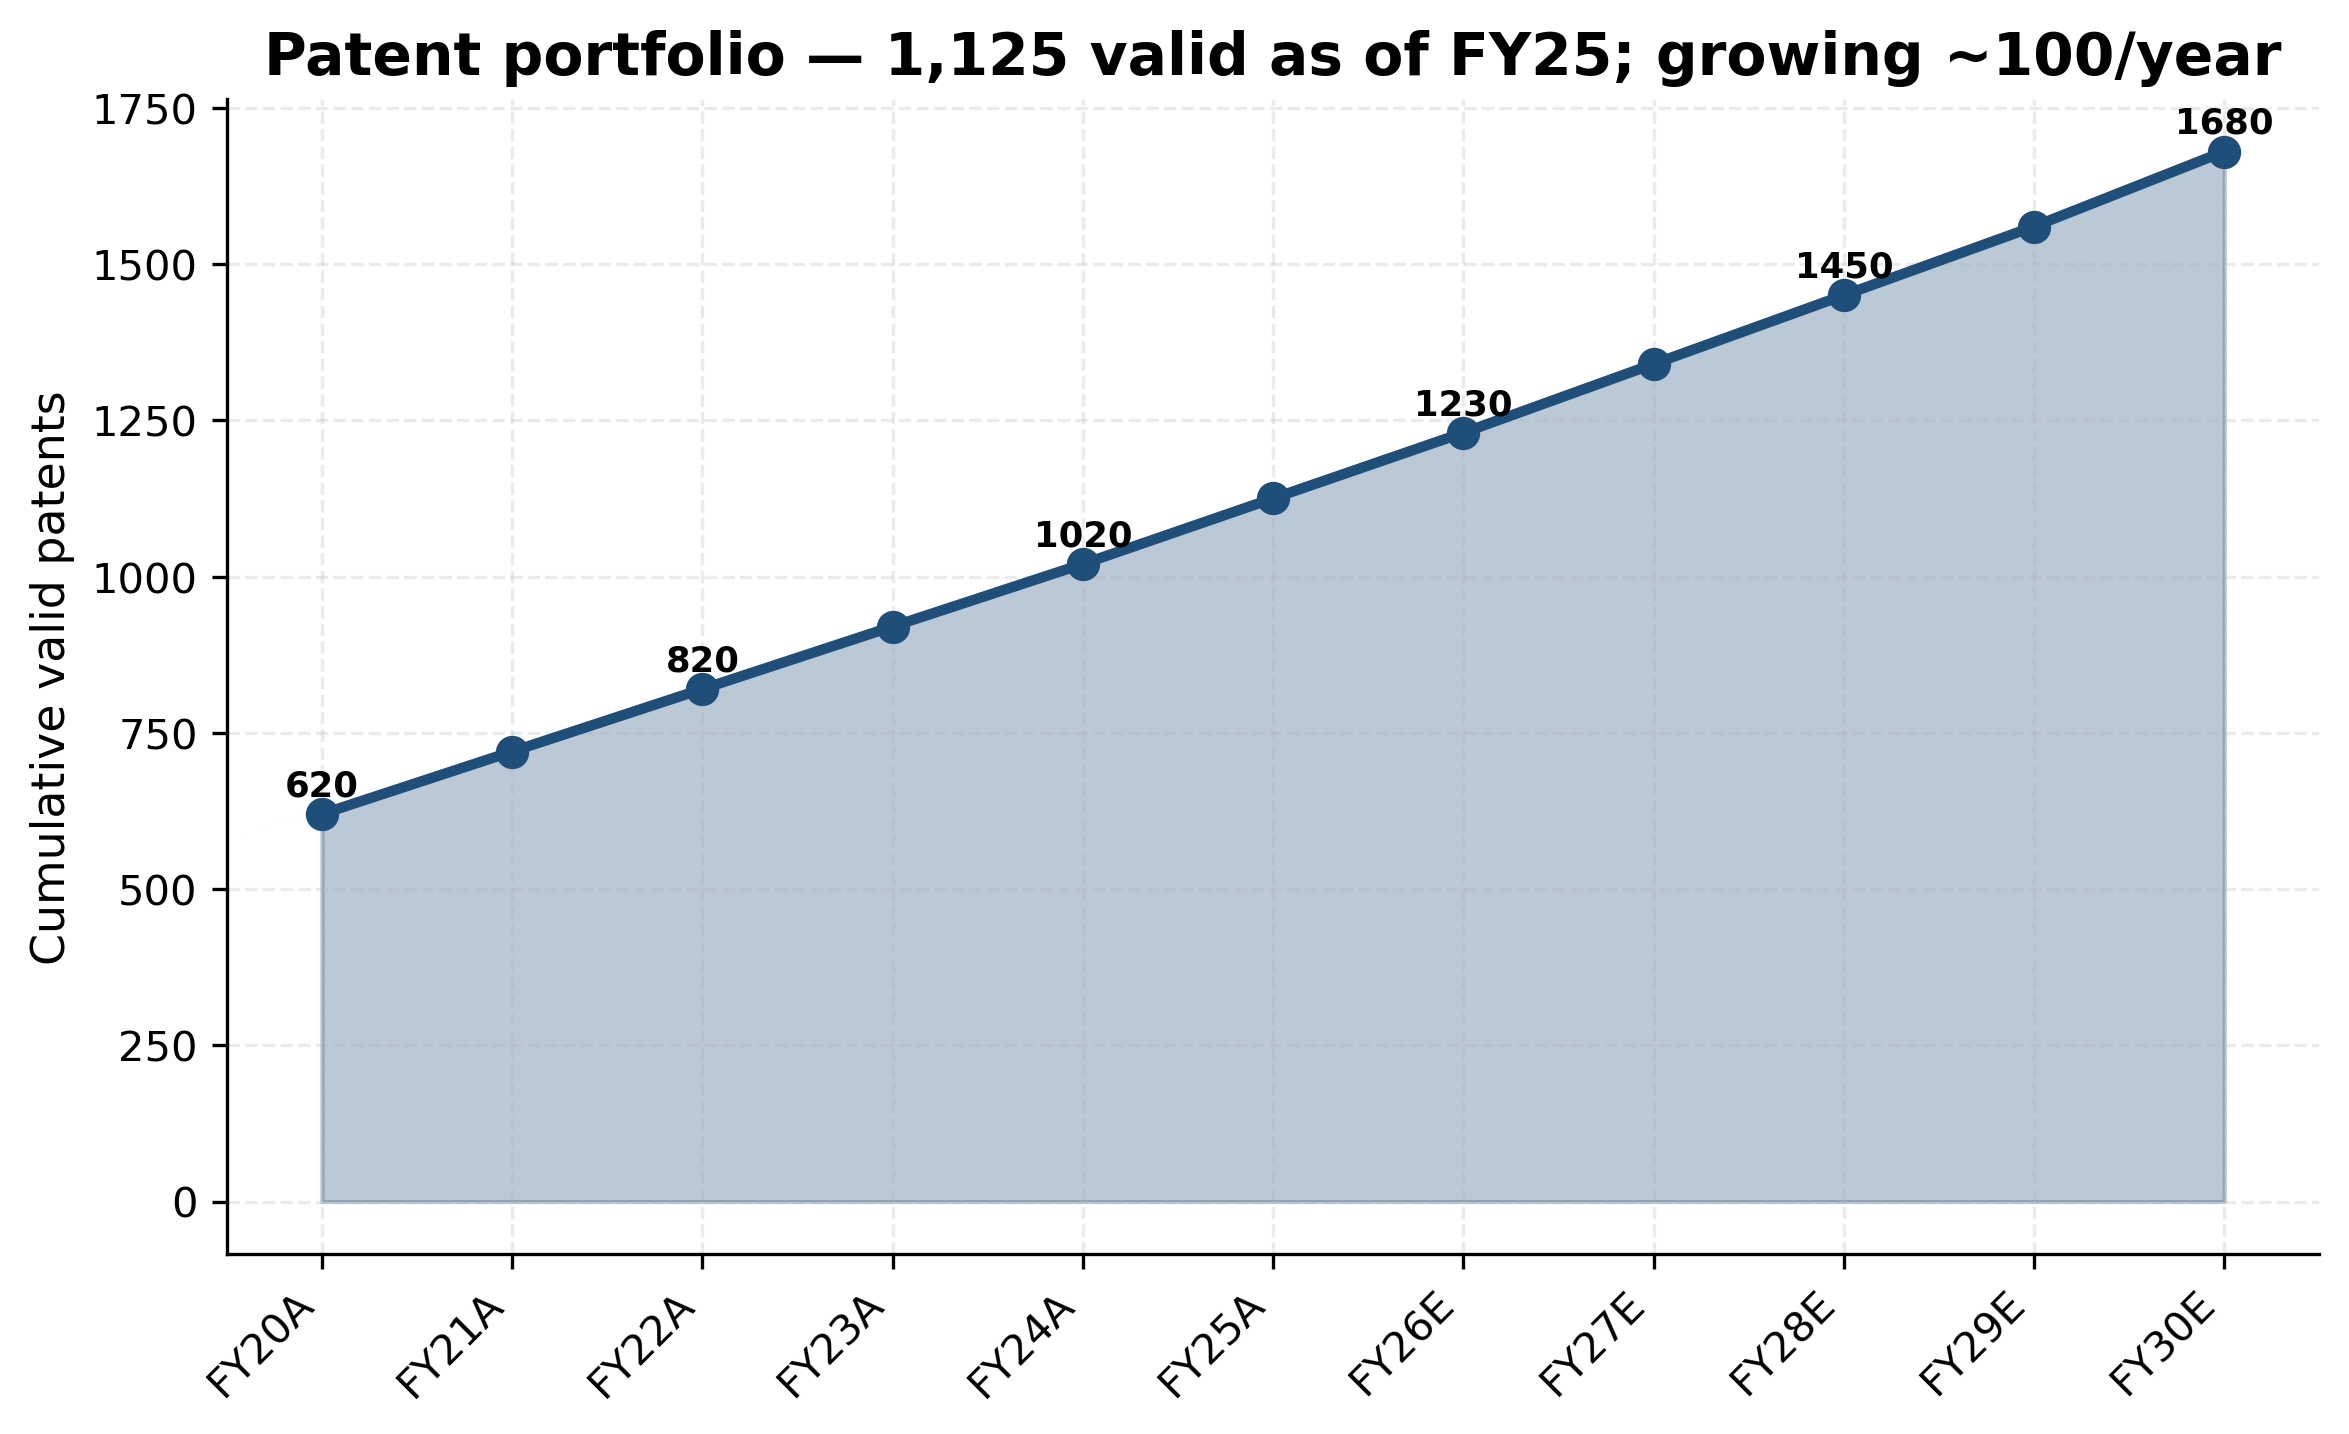 Patent portfolio — 1,125 valid as of FY25; growing ~100/year
Cumulative valid patents
1750
1500
1250
1000
750
500
250
0
620
820
1020
1230
1450
1680
FY20A
FY21A
FY22A
FY23A
FY24A
FY25A
FY26E
FY27E
FY28E
FY29E
FY30E